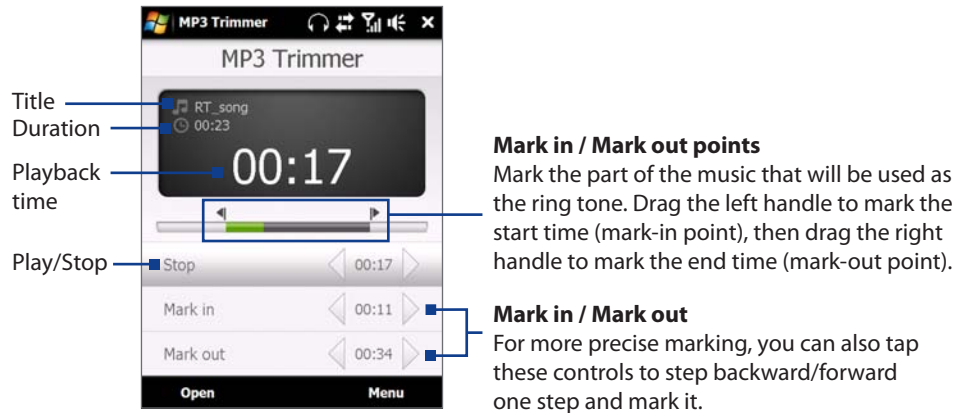 MP3 Trimmer
MP3 Trimmer
Title
RT_song
Duration
00:23
Playback
time
00:17
Play/Stop
Stop
00:17
Mark in
00:11
Mark out
00:34
Open
Menu
Mark in / Mark out points
Mark the part of the music that will be used as
the ring tone. Drag the left handle to mark the
start time (mark-in point), then drag the right
handle to mark the end time (mark-out point).
Mark in / Mark out
For more precise marking, you can also tap
these controls to step backward/forward
one step and mark it.